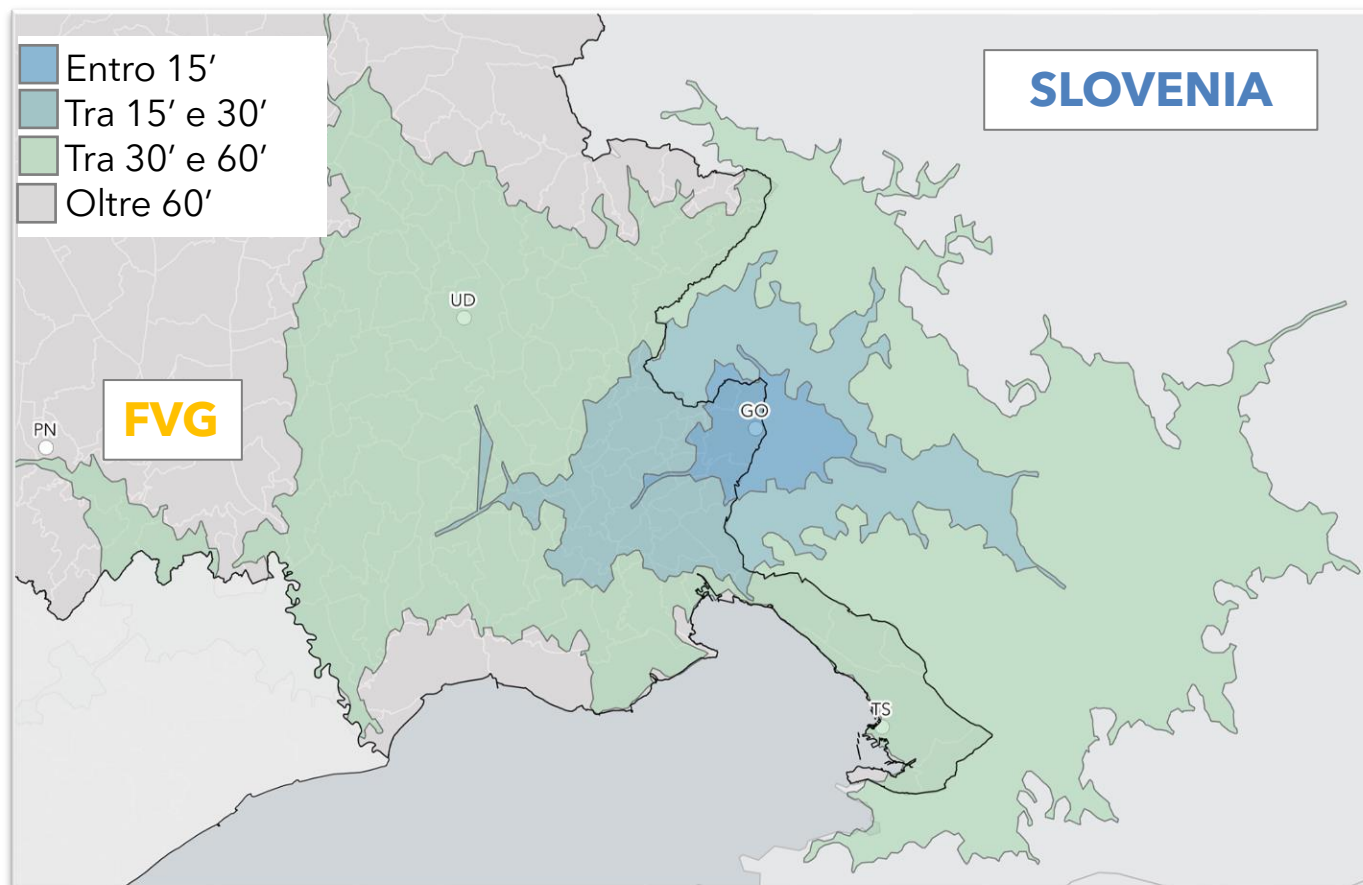 Entro 15’
Tra 15’ e 30’
Tra 30’ e 60’
Oltre 60’
SLOVENIA
UD
FVG
PN
GO
TS